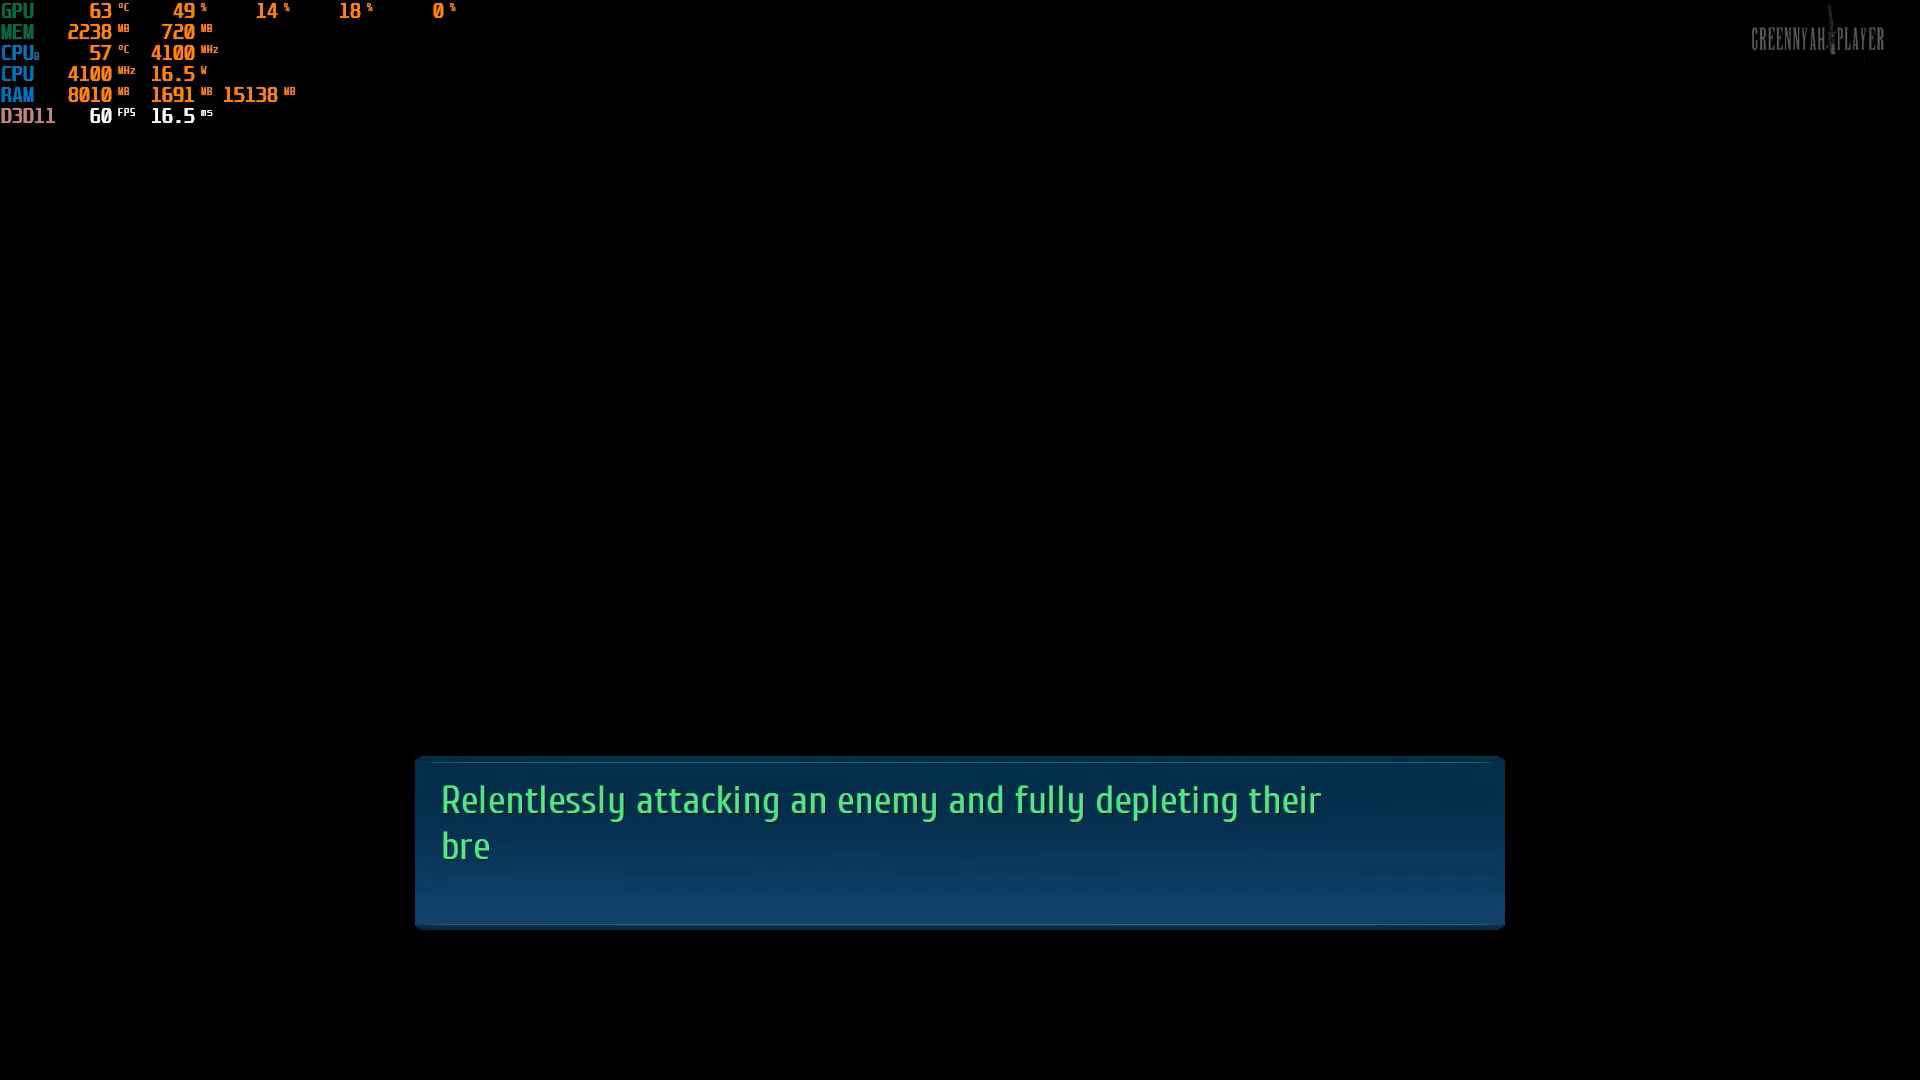 GPU 63 °C 49 % 14 % 18 % 0 %
MEM 2238 MB 720 MB
CPU8 57 °C 4100 MHz
CPU 4100 MHz 16.5 W
RAM 8010 MB 1691 MB 15138 MB
D3D11 60 FPS 16.5 ms
GREENNYAH PLAYER
Relentlessly attacking an enemy and fully depleting their
bre